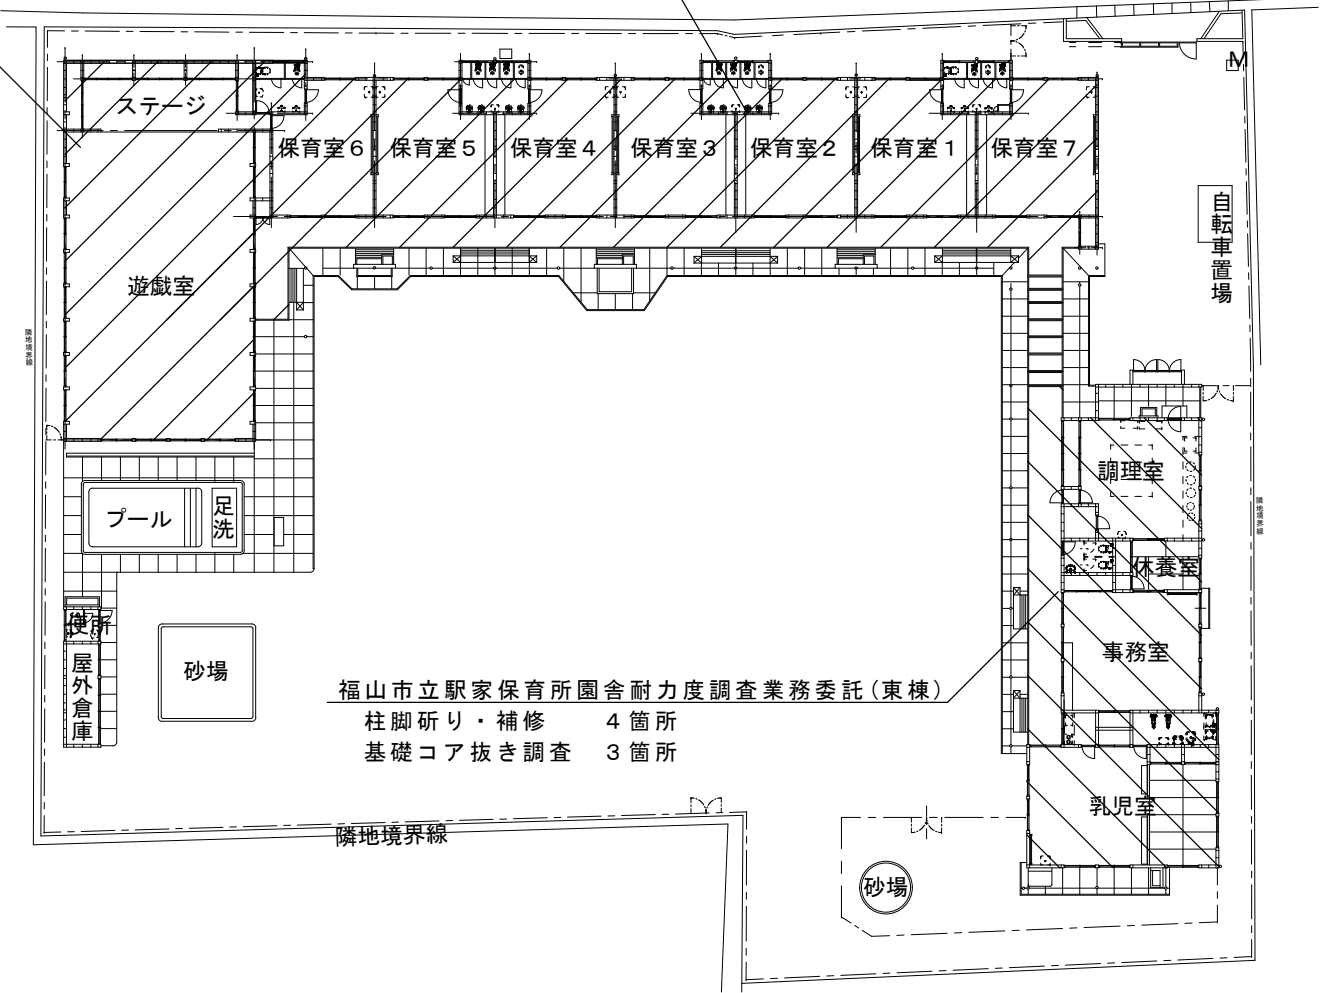 M
ステージ
保育室6
保育室5
保育室4
保育室3
保育室2
保育室1
保育室7
自転車置場
遊戯室
隣地境界線
調理室
プール
足洗
隣地境界線
休養室
便所
事務室
砂場
屋外倉庫
福山市立駅家保育所園舎耐力度調査業務委託(東棟)
柱脚斫り・補修 4箇所
基礎コア抜き調査 3箇所
乳児室
隣地境界線
砂場